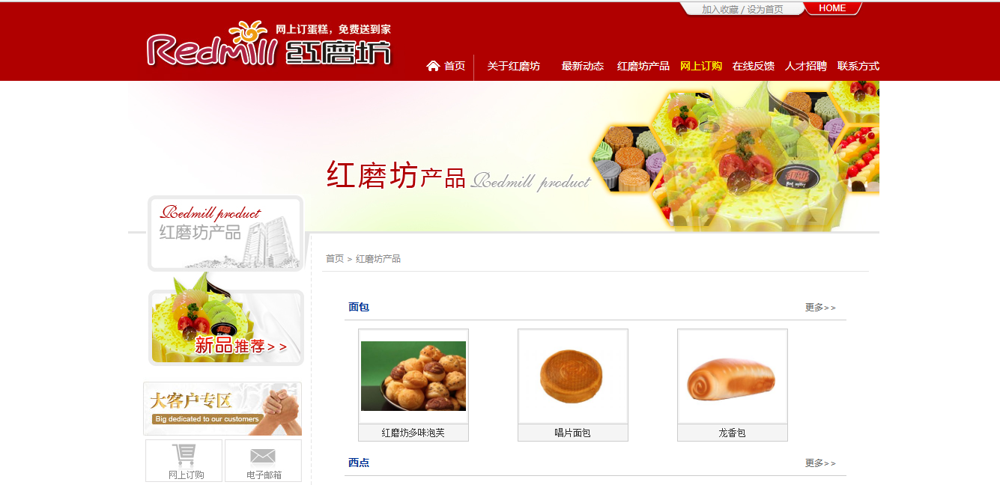 加入收藏 / 设为首页
HOME
网上订蛋糕，免费送到家
Redmill 红磨坊
首页 关于红磨坊 最新动态 红磨坊产品 网上订购 在线反馈 人才招聘 联系方式
红磨坊产品 Redmill product
Redmill product
红磨坊产品
首页 > 红磨坊产品
面包 更多>>
新品推荐>>
大客户专区
Big dedicated to our customers
红磨坊多味泡芙 唱片面包 龙香包
西点 更多>>
网上订购 电子邮箱